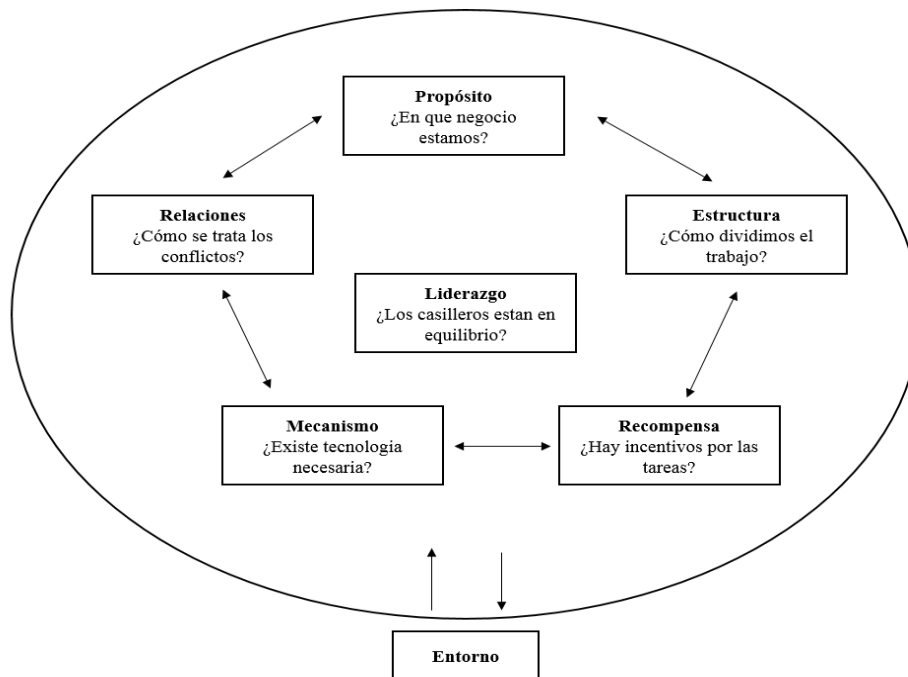 Propósito
¿En que negocio
estamos?
Relaciones
¿Cómo se trata los
conflictos?
Estructura
¿Cómo dividimos el
trabajo?
Liderazgo
¿Los casilleros estan en
equilibrio?
Mecanismo
¿Existe tecnología
necesaria?
Recompensa
¿Hay incentivos por las
tareas?
Entorno